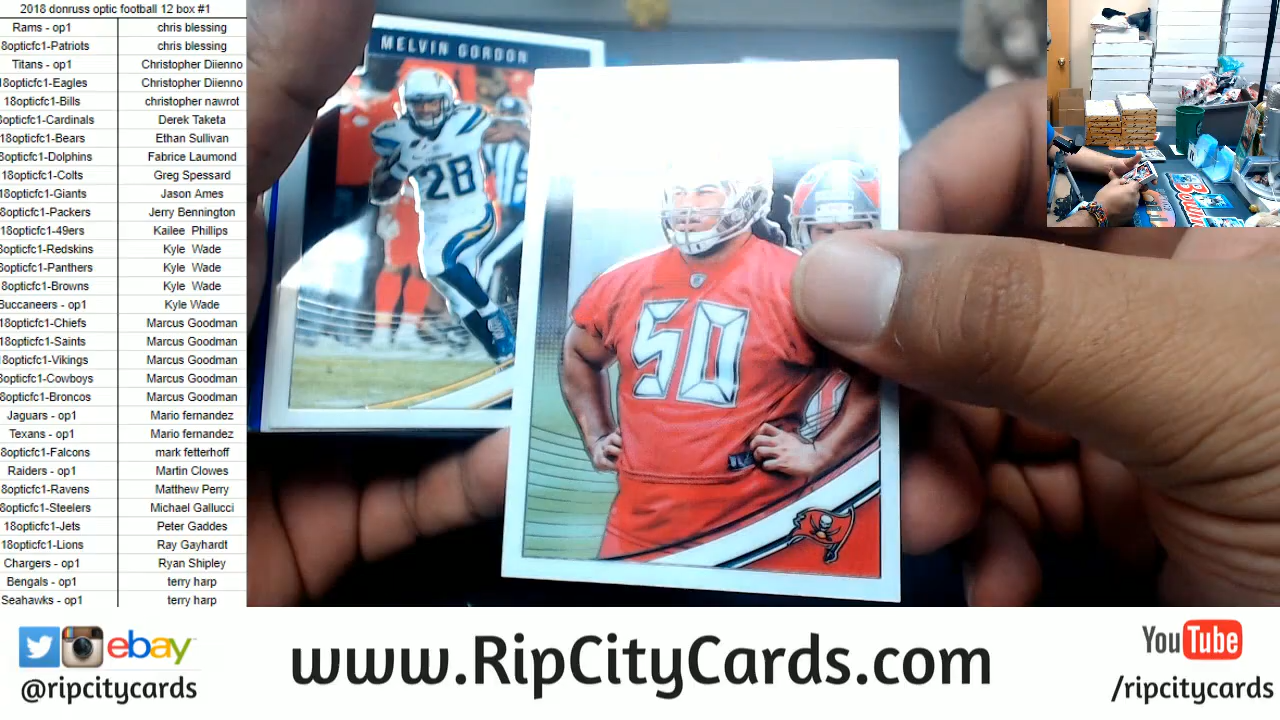 2018 donruss optic football 12 box #1
Rams - op1 chris blessing
8opticfc1-Patriots chris blessing
Titans - op1 Christopher Diienno
18opticfc1-Eagles Christopher Diienno
18opticfc1-Bills christopher nawrot
8opticfc1-Cardinals Derek Taketa
18opticfc1-Bears Ethan Sullivan
8opticfc1-Dolphins Fabrice Laumond
18opticfc1-Colts Greg Spessard
18opticfc1-Giants Jason Ames
8opticfc1-Packers Jerry Bennington
18opticfc1-49ers Kailee Phillips
8opticfc1-Redskins Kyle Wade
8opticfc1-Panthers Kyle Wade
8opticfc1-Browns Kyle Wade
Buccaneers - op1 Kyle Wade
18opticfc1-Chiefs Marcus Goodman
18opticfc1-Saints Marcus Goodman
18opticfc1-Vikings Marcus Goodman
8opticfc1-Cowboys Marcus Goodman
8opticfc1-Broncos Marcus Goodman
Jaguars - op1 Mario fernandez
Texans - op1 Mario fernandez
8opticfc1-Falcons mark fetterhoff
Raiders - op1 Martin Clowes
8opticfc1-Ravens Matthew Perry
8opticfc1-Steelers Michael Gallucci
18opticfc1-Jets Peter Gaddes
18opticfc1-Lions Ray Gayhardt
Chargers - op1 Ryan Shipley
Bengals - op1 terry harp
Seahawks - op1 terry harp
MELVIN GORDON
28
50
ebay
@ripcitycards
www.RipCityCards.com
YouTube
/ripcitycards